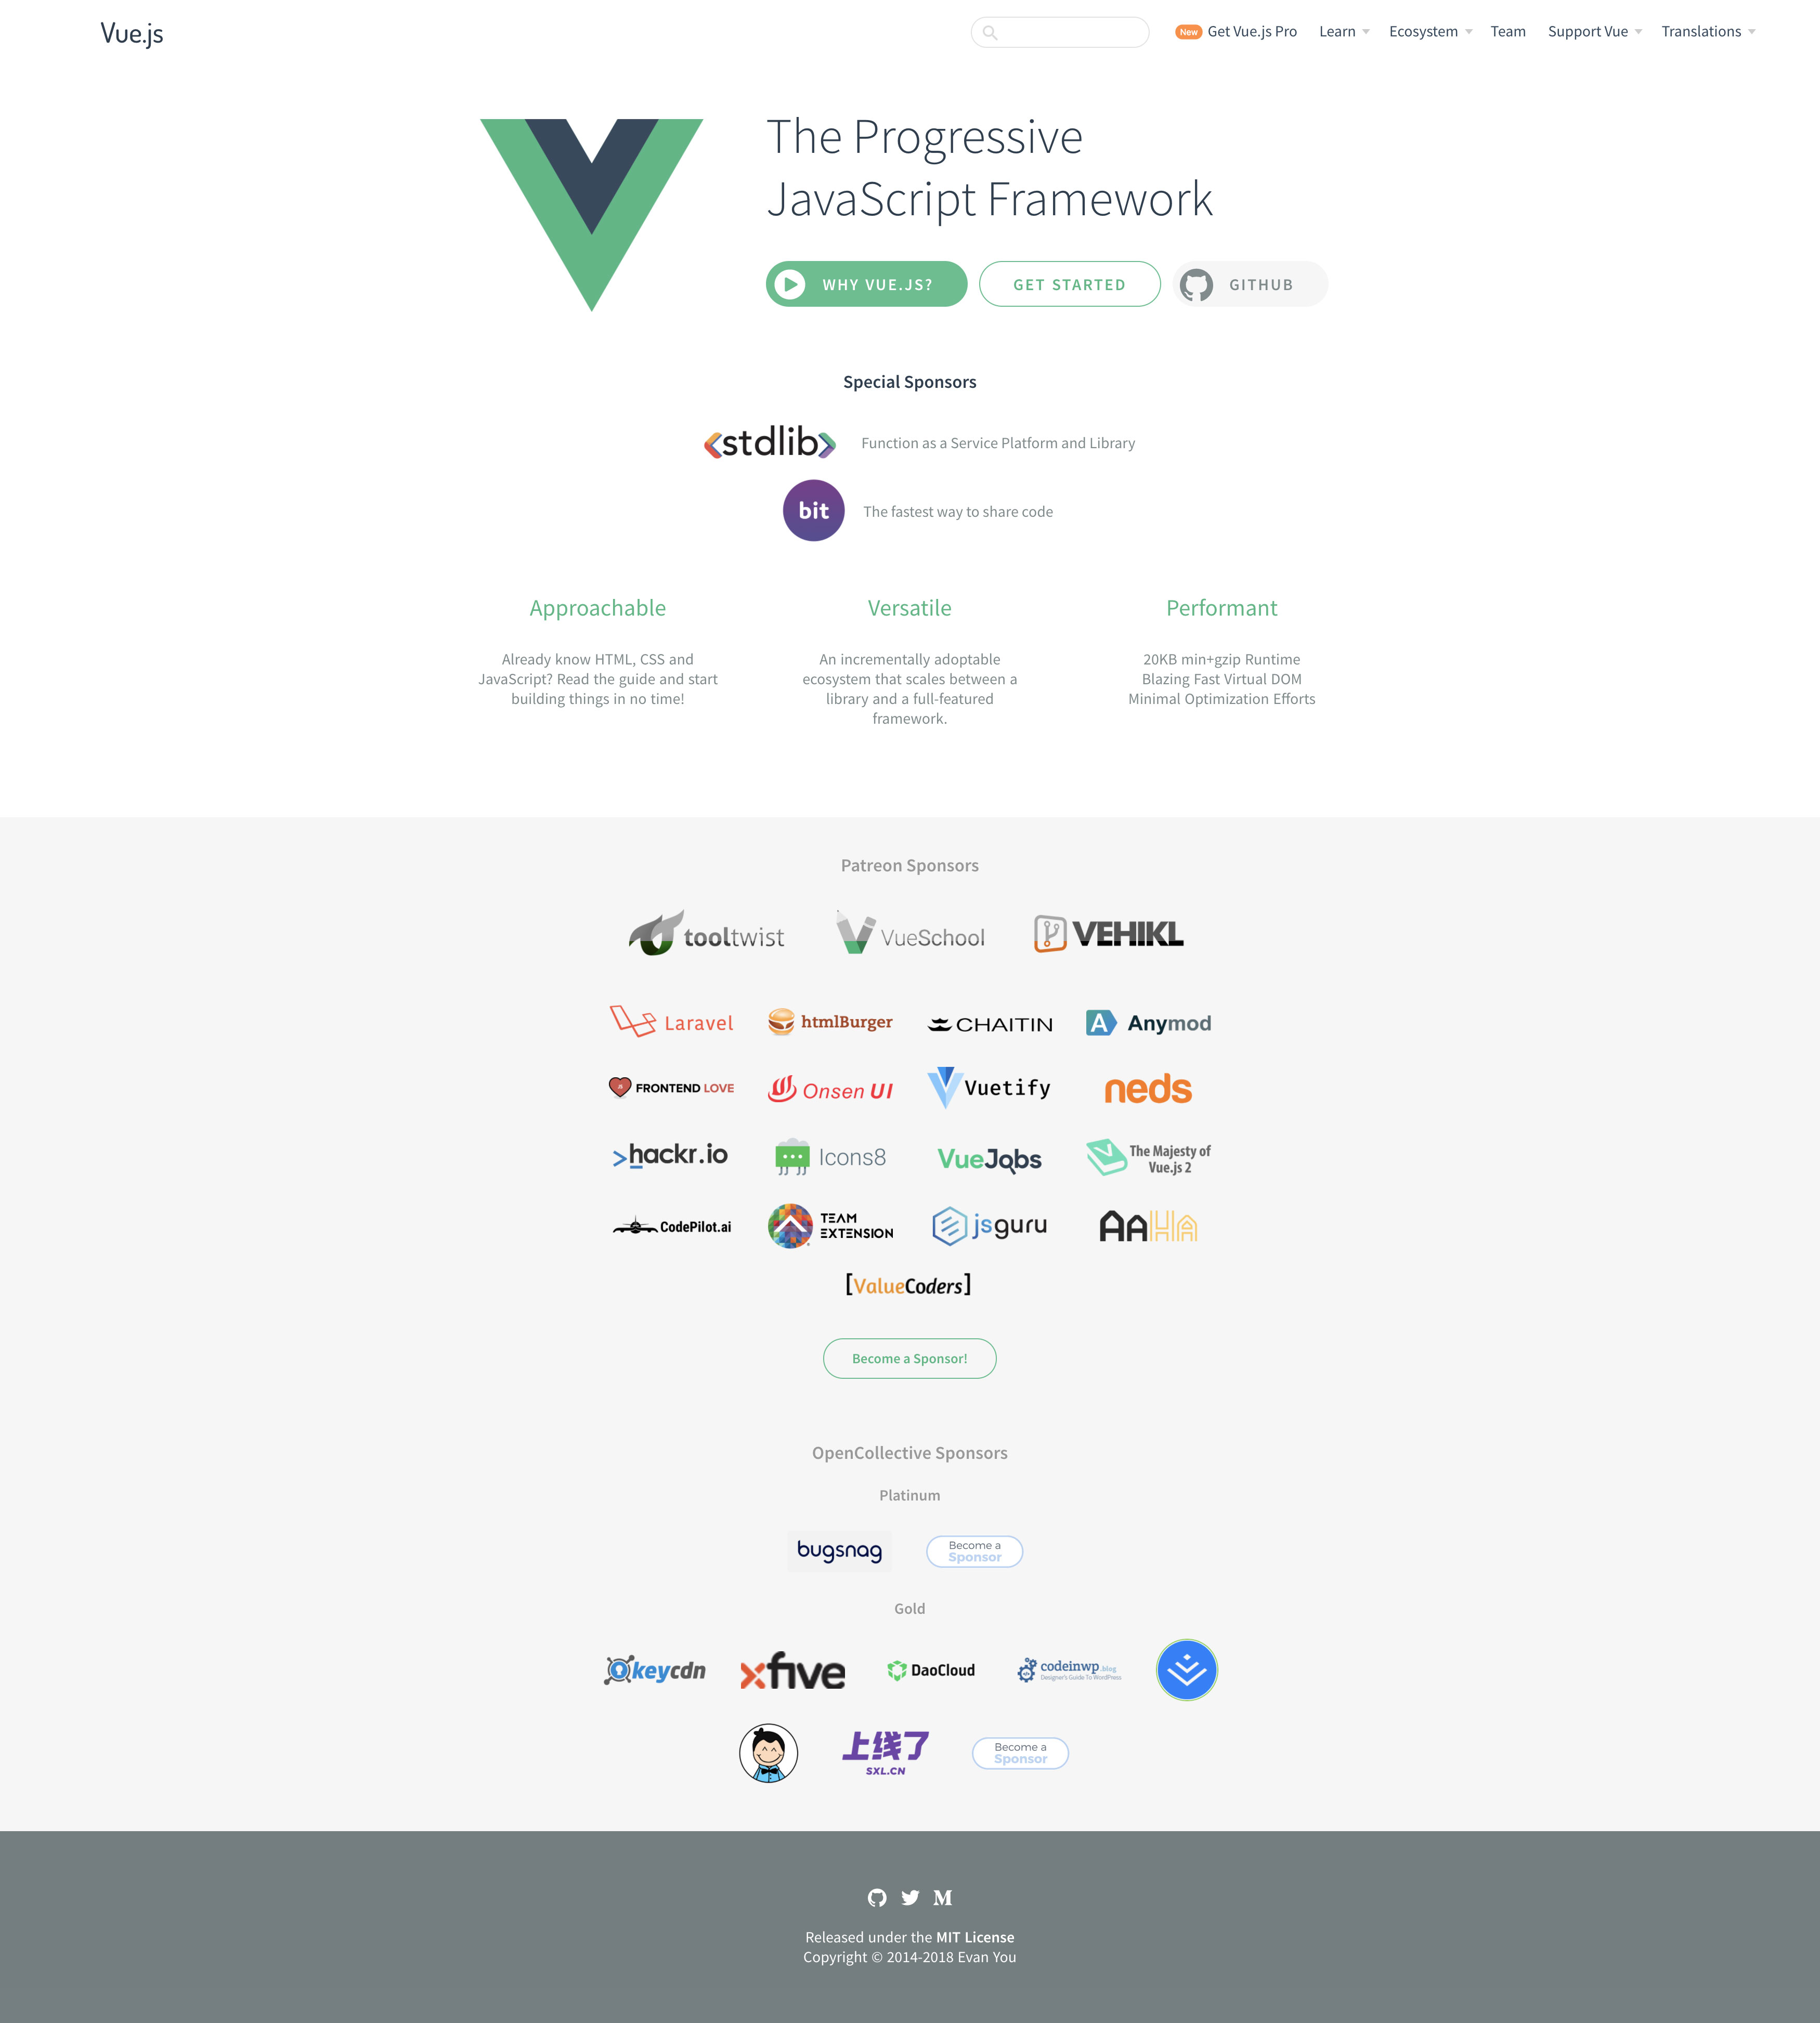 Vue.js
New Get Vue.js Pro Learn Ecosystem Team Support Vue Translations
The Progressive
JavaScript Framework
WHY VUE.JS? GET STARTED GITHUB
Special Sponsors
<stdlib> Function as a Service Platform and Library
bit The fastest way to share code
Approachable
Already know HTML, CSS and
JavaScript? Read the guide and start
building things in no time!
Versatile
An incrementally adoptable
ecosystem that scales between a
library and a full-featured
framework.
Performant
20KB min+gzip Runtime
Blazing Fast Virtual DOM
Minimal Optimization Efforts
Patreon Sponsors
tooltwist VueSchool VEHIKL
Laravel htmlBurger CHAITIN A Anymod
JS FRONTEND LOVE Onsen UI Vuetify neds
>hackr.io Icons8 VueJobs The Majesty of
Vue.js 2
CodePilot.ai TEAM
EXTENSION jsguru AAHA
[ValueCoders]
Become a Sponsor!
OpenCollective Sponsors
Platinum
bugsnag Become a
Sponsor
Gold
keycdn xfive DaoCloud codeinwp.blog
Designer's Guide To WordPress
上线了
SXL.CN
Become a
Sponsor
Released under the MIT License
Copyright © 2014-2018 Evan You